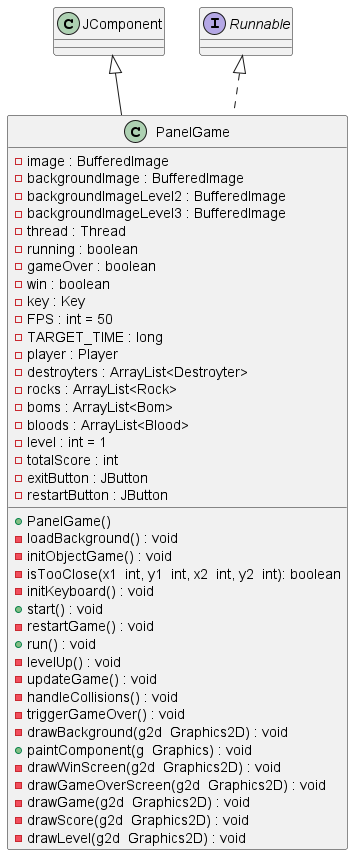 C JComponent
I Runnable
C PanelGame
image : BufferedImage
backgroundImage : BufferedImage
backgroundImageLevel2 : BufferedImage
backgroundImageLevel3 : BufferedImage
thread : Thread
running : boolean
gameOver : boolean
win : boolean
key : Key
FPS : int = 50
TARGET_TIME : long
player : Player
destroyters : ArrayList<Destroyter>
rocks : ArrayList<Rock>
boms : ArrayList<Bom>
bloods : ArrayList<Blood>
level : int = 1
totalScore : int
exitButton : JButton
restartButton : JButton
PanelGame()
loadBackground() : void
initObjectGame() : void
isTooClose(x1 int, y1 int, x2 int, y2 int): boolean
initKeyboard() : void
start() : void
restartGame() : void
run() : void
levelUp() : void
updateGame() : void
handleCollisions() : void
triggerGameOver() : void
drawBackground(g2d Graphics2D) : void
paintComponent(g Graphics) : void
drawWinScreen(g2d Graphics2D) : void
drawGameOverScreen(g2d Graphics2D) : void
drawGame(g2d Graphics2D) : void
drawScore(g2d Graphics2D) : void
drawLevel(g2d Graphics2D) : void